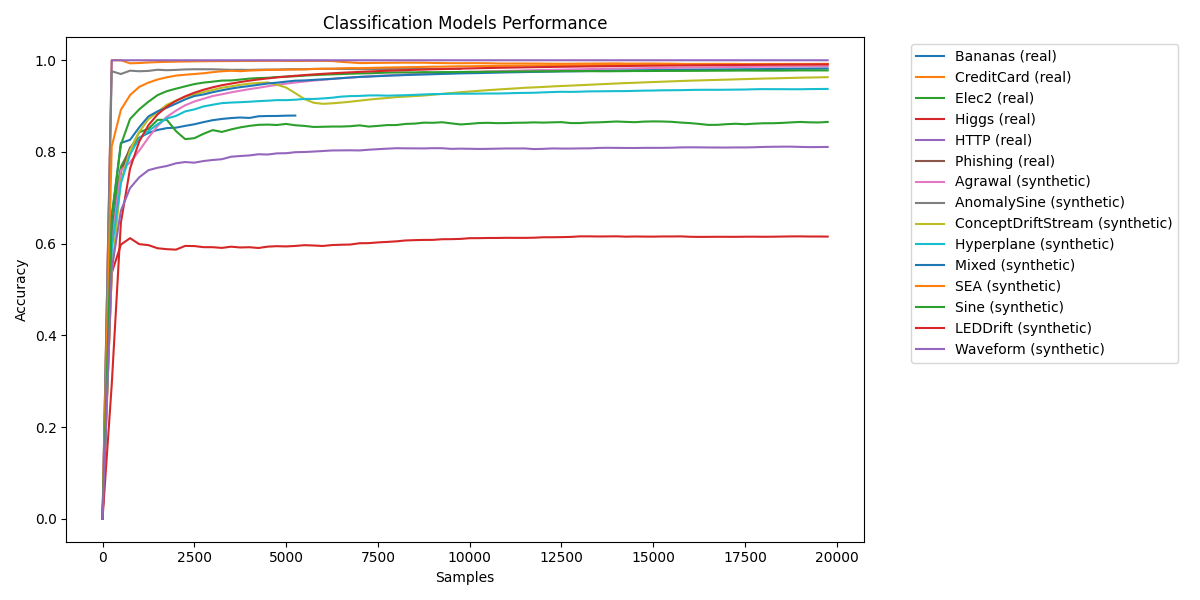 Classification Models Performance
Accuracy
1.0
0.8
0.6
0.4
0.2
0.0
0
2500
5000
7500
10000
12500
15000
17500
20000
Samples
Bananas (real)
CreditCard (real)
Elec2 (real)
Higgs (real)
HTTP (real)
Phishing (real)
Agrawal (synthetic)
AnomalySine (synthetic)
ConceptDriftStream (synthetic)
Hyperplane (synthetic)
Mixed (synthetic)
SEA (synthetic)
Sine (synthetic)
LEDDrift (synthetic)
Waveform (synthetic)